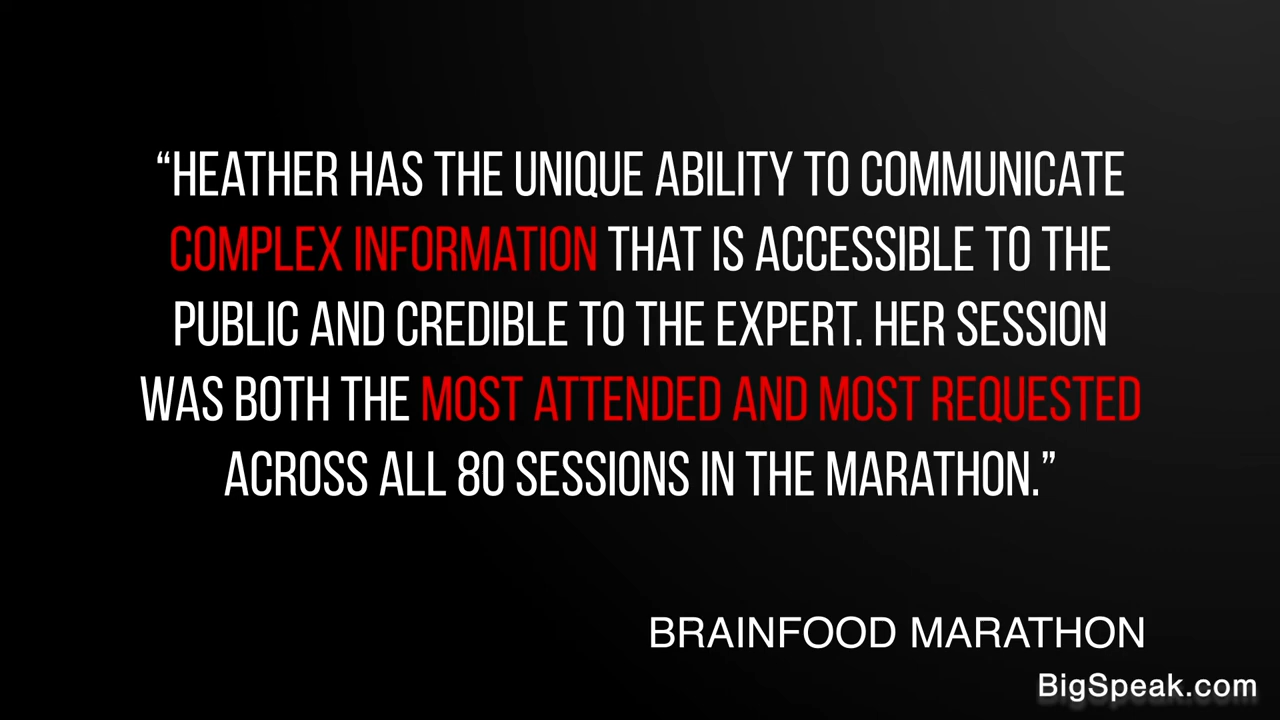 “HEATHER HAS THE UNIQUE ABILITY TO COMMUNICATE
COMPLEX INFORMATION THAT IS ACCESSIBLE TO THE
PUBLIC AND CREDIBLE TO THE EXPERT. HER SESSION
WAS BOTH THE MOST ATTENDED AND MOST REQUESTED
ACROSS ALL 80 SESSIONS IN THE MARATHON.”
BRAINFOOD MARATHON
BigSpeak.com